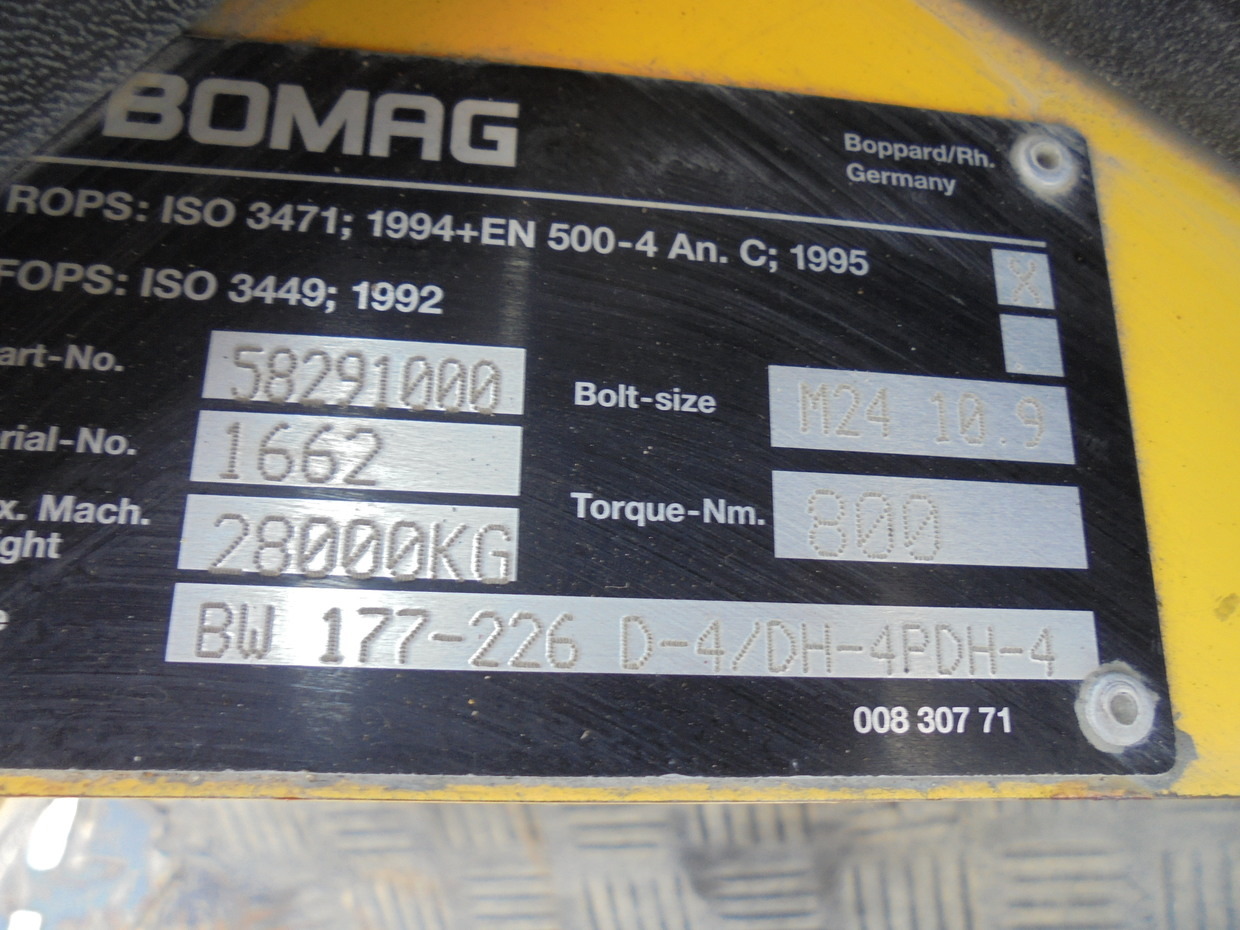 BOMAG
Boppard/Rh.
Germany
ROPS: ISO 3471; 1994+EN 500-4 An. C; 1995 X
FOPS: ISO 3449; 1992
art-No. 58291000 Bolt-size M24 10.9
rial-No. 1662
x. Mach.
ght 28000KG Torque-Nm. 800
e BW 177-226 D-4/DH-4PDH-4
008 307 71